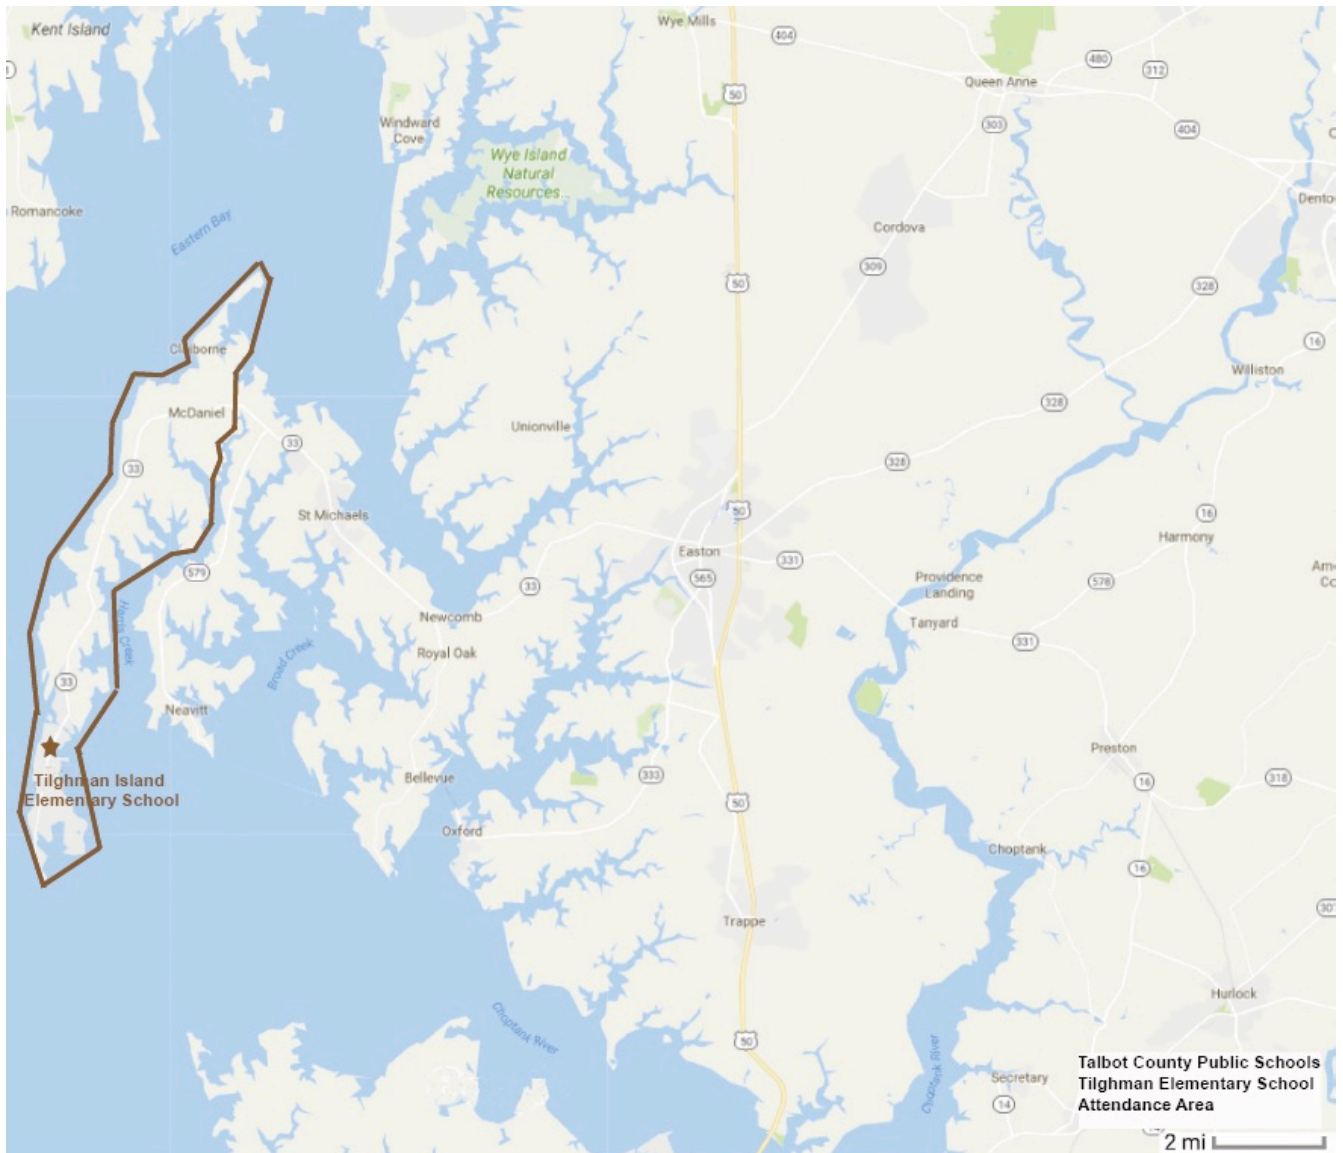 Kent Island
Wye Mills
404
50
Queen Anne
480
312
303
404
Windward
Cove
Wye Island
Natural
Resources...
Romancoke
Eastern Bay
Cordova
309
50
328
16
Claiborne
McDaniel
33
33
Unionville
328
328
Williston
St Michaels
50
16
Harmony
Easton
331
565
579
33
Providence
Landing
578
Tanyard
331
Newcomb
Royal Oak
Harris Creek
Broad Creek
33
Neavitt
Preston
Tilghman Island
Elementary School
Bellevue
333
16
318
Oxford
50
Choptank
16
Trappe
Hurlock
Choptank River
50
Choptank River
Secretary
14
Talbot County Public Schools
Tilghman Elementary School
Attendance Area
2 mi